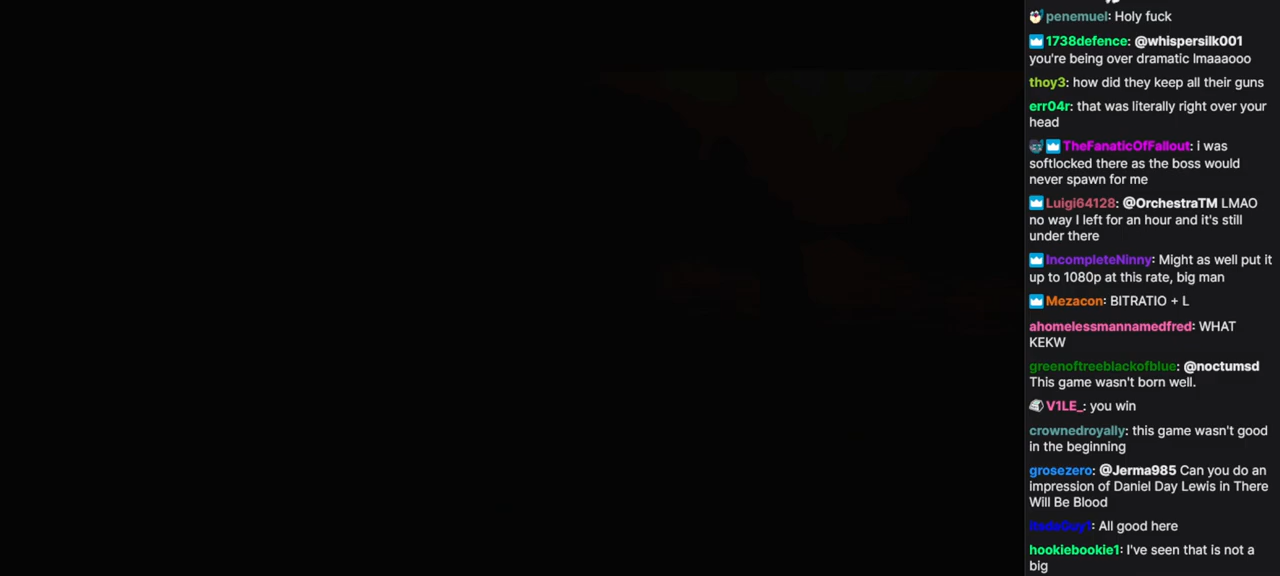 penemuel: Holy fuck
1738defence: @whispersilk001
you're being over dramatic lmaaaooo
thoy3: how did they keep all their guns
err04r: that was literally right over your
head
TheFanaticOfFallout: i was
softlocked there as the boss would
never spawn for me
Luigi64128: @OrchestraTM LMAO
no way I left for an hour and it's still
under there
IncompleteNinny: Might as well put it
up to 1080p at this rate, big man
Mezacon: BITRATIO + L
ahomelessmannamedfred: WHAT
KEKW
greenoftreeblackofblue: @noctumsd
This game wasn't born well.
V1LE_: you win
crownedroyally: this game wasn't good
in the beginning
grosezero: @Jerma985 Can you do an
impression of Daniel Day Lewis in There
Will Be Blood
: All good here
hookiebookie1: I've seen that is not a
big